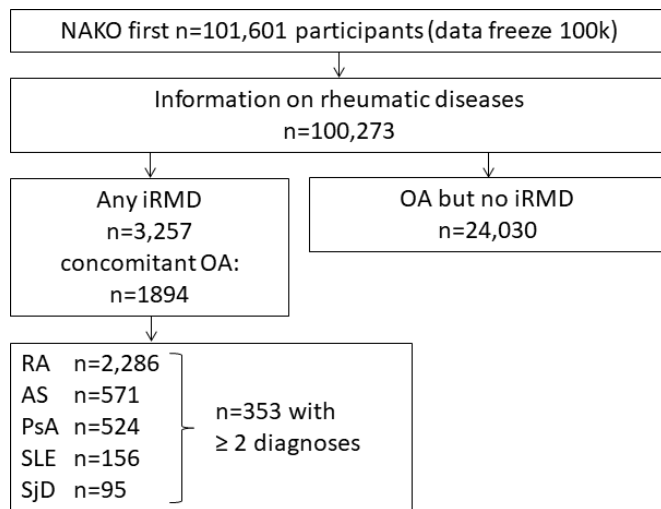 NAKO first n=101,601 participants (data freeze 100k)
Information on rheumatic diseases
n=100,273
Any iRMD
n=3,257
concomitant OA:
n=1894
OA but no iRMD
n=24,030
RA n=2,286
AS n=571
PsA n=524
SLE n=156
SjD n=95
n=353 with
≥ 2 diagnoses